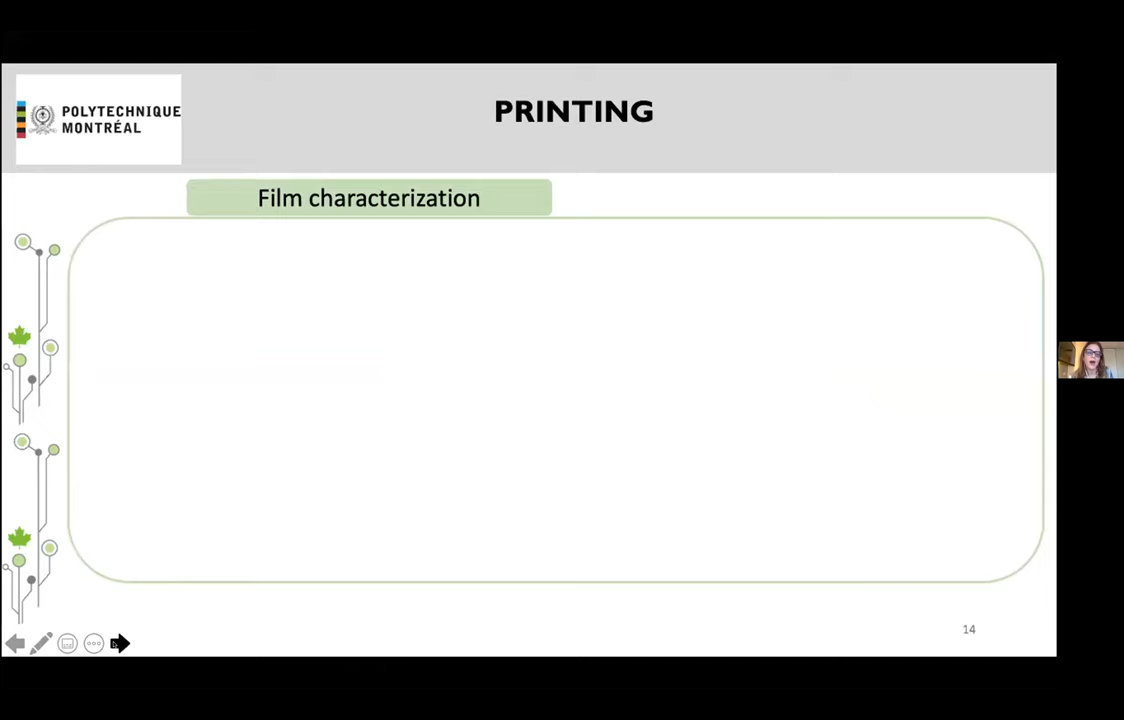 POLYTECHNIQUE
MONTRÉAL
PRINTING
Film characterization
14